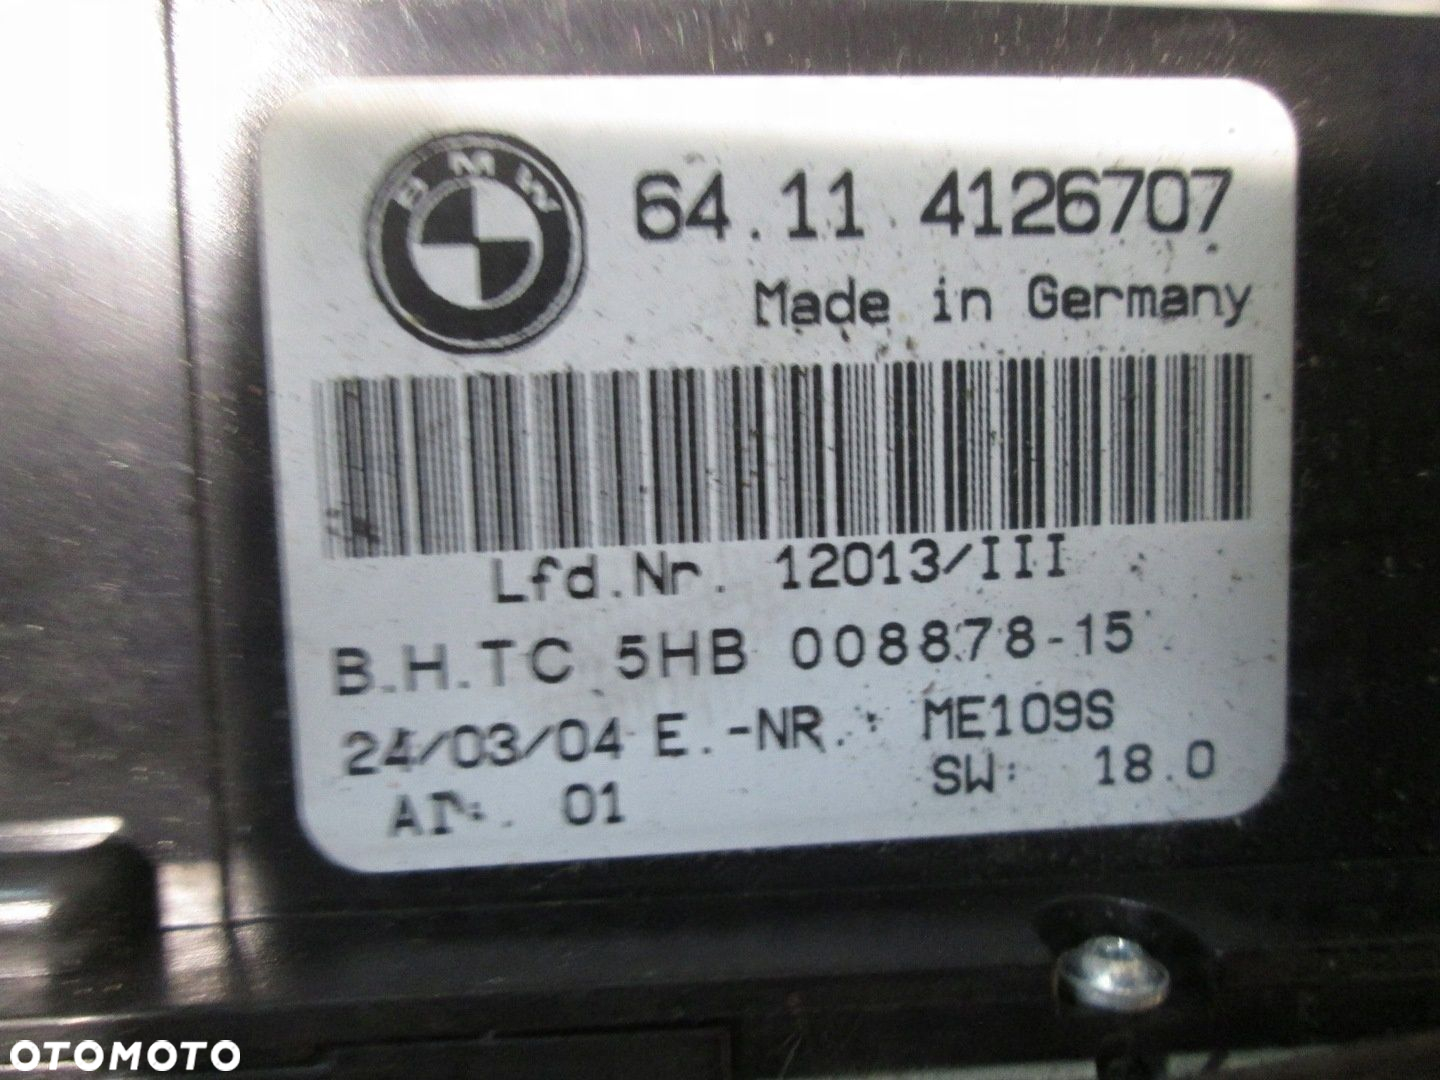 BMW
64.11 4126707
Made in Germany
Lfd.Nr. 12013/III
B.H.TC 5HB 008878-15
24/03/04 E.-NR.: ME109S
SW: 18.0
01
OTOMOTO